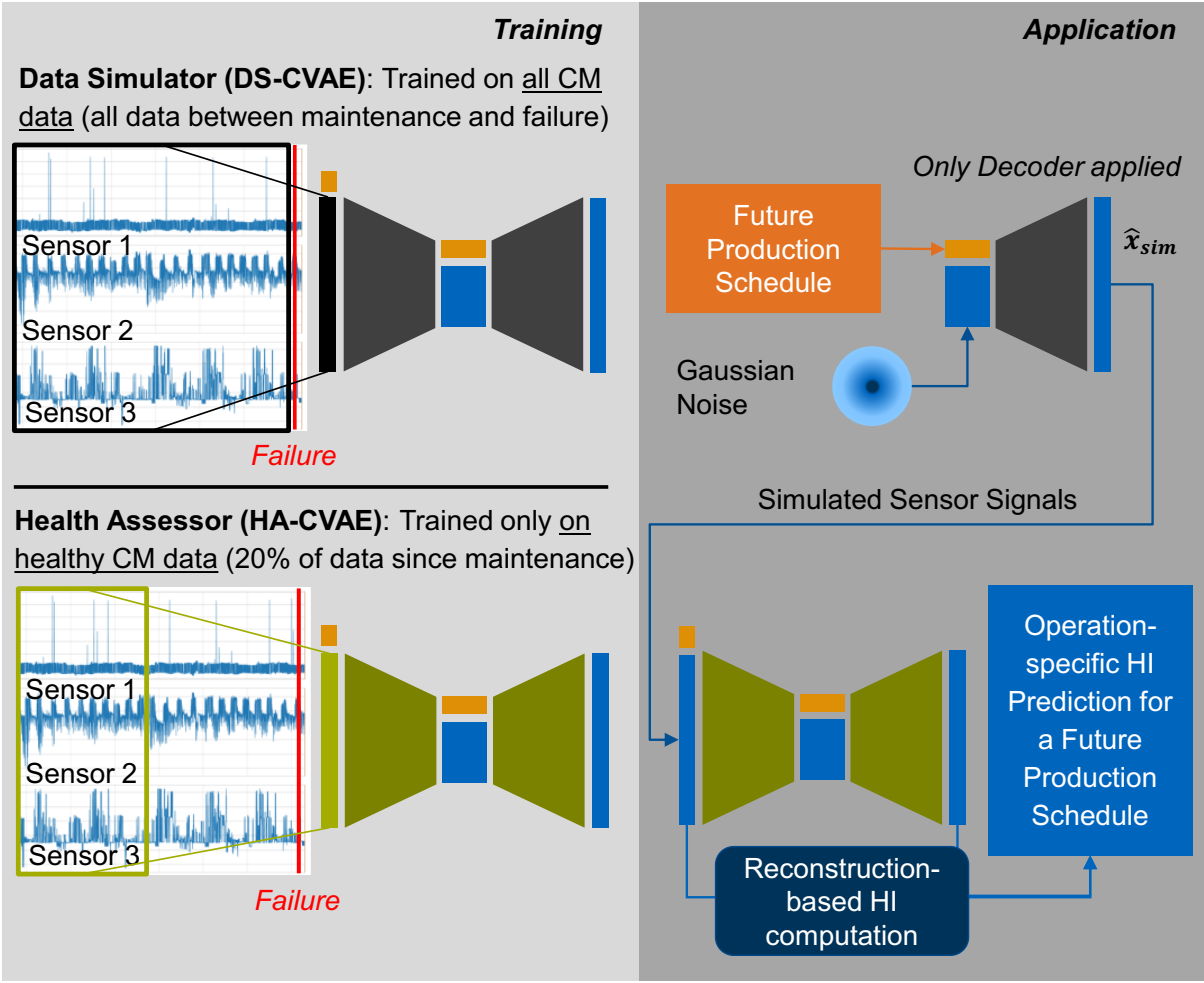 Training
Data Simulator (DS-CVAE): Trained on all CM
data (all data between maintenance and failure)
Sensor 1
Sensor 2
Sensor 3
Failure
Health Assessor (HA-CVAE): Trained only on
healthy CM data (20% of data since maintenance)
Sensor 1
Sensor 2
Sensor 3
Failure
Application
Only Decoder applied
Future
Production
Schedule
x̂sim
Gaussian
Noise
Simulated Sensor Signals
Operation-
specific HI
Prediction for
a Future
Production
Schedule
Reconstruction-
based HI
computation